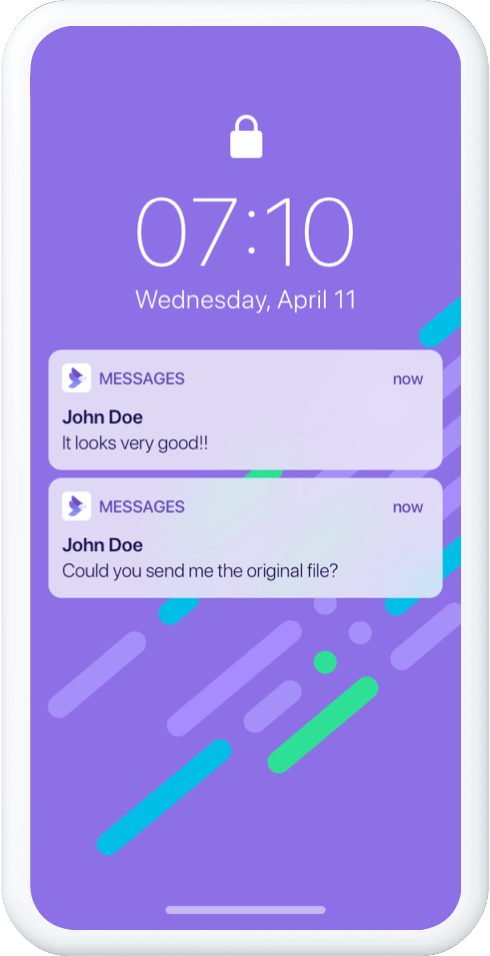 07:10
Wednesday, April 11
MESSAGES now
John Doe
It looks very good!!
MESSAGES now
John Doe
Could you send me the original file?